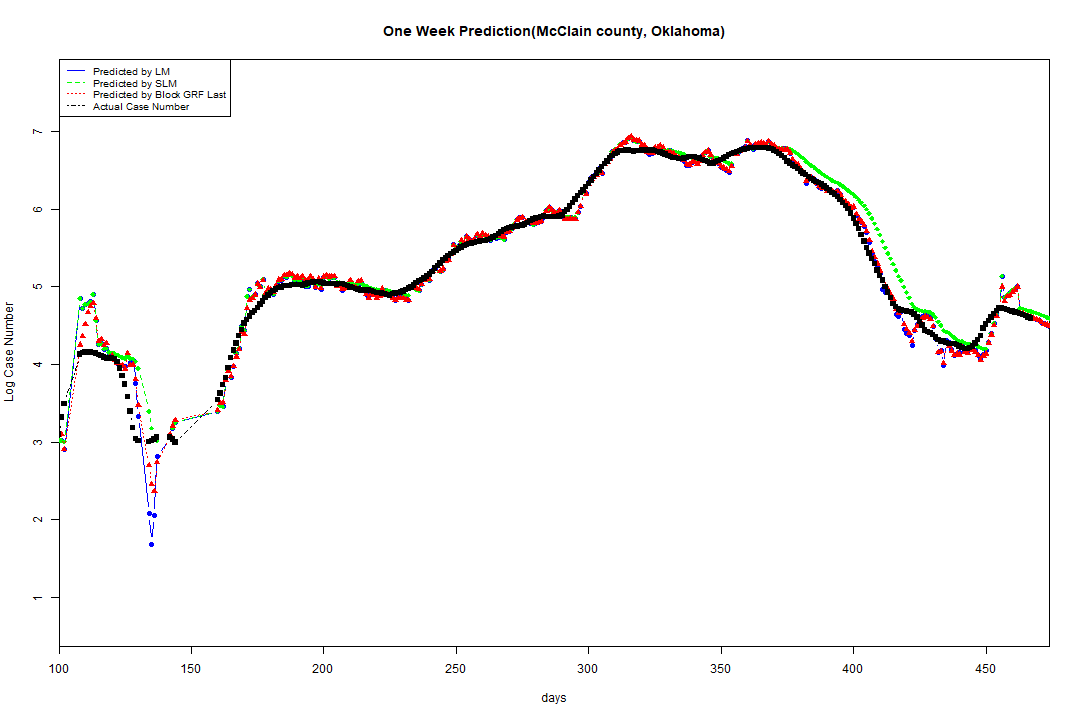 One Week Prediction(McClain county, Oklahoma)
Predicted by LM
Predicted by SLM
Predicted by Block GRF Last
Actual Case Number
7
6
5
4
3
2
1
Log Case Number
100 150 200 250 300 350 400 450
days